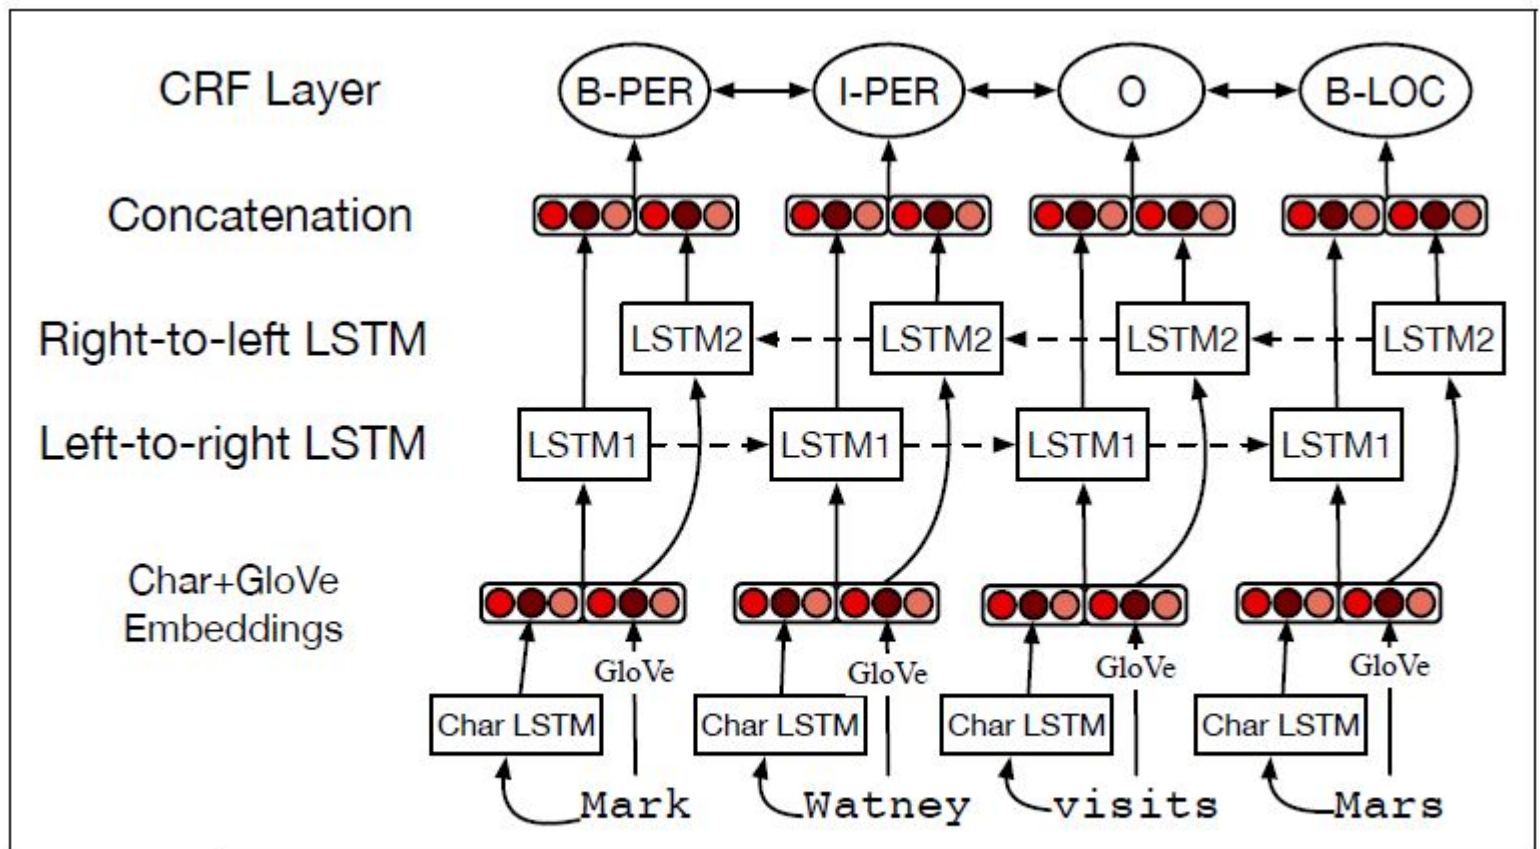 CRF Layer B-PER I-PER O B-LOC
Concatenation
Right-to-left LSTM LSTM2 LSTM2 LSTM2 LSTM2
Left-to-right LSTM LSTM1 LSTM1 LSTM1 LSTM1
Char+GloVe
Embeddings
GloVe GloVe GloVe GloVe
Char LSTM Char LSTM Char LSTM Char LSTM
Mark Watney visits Mars